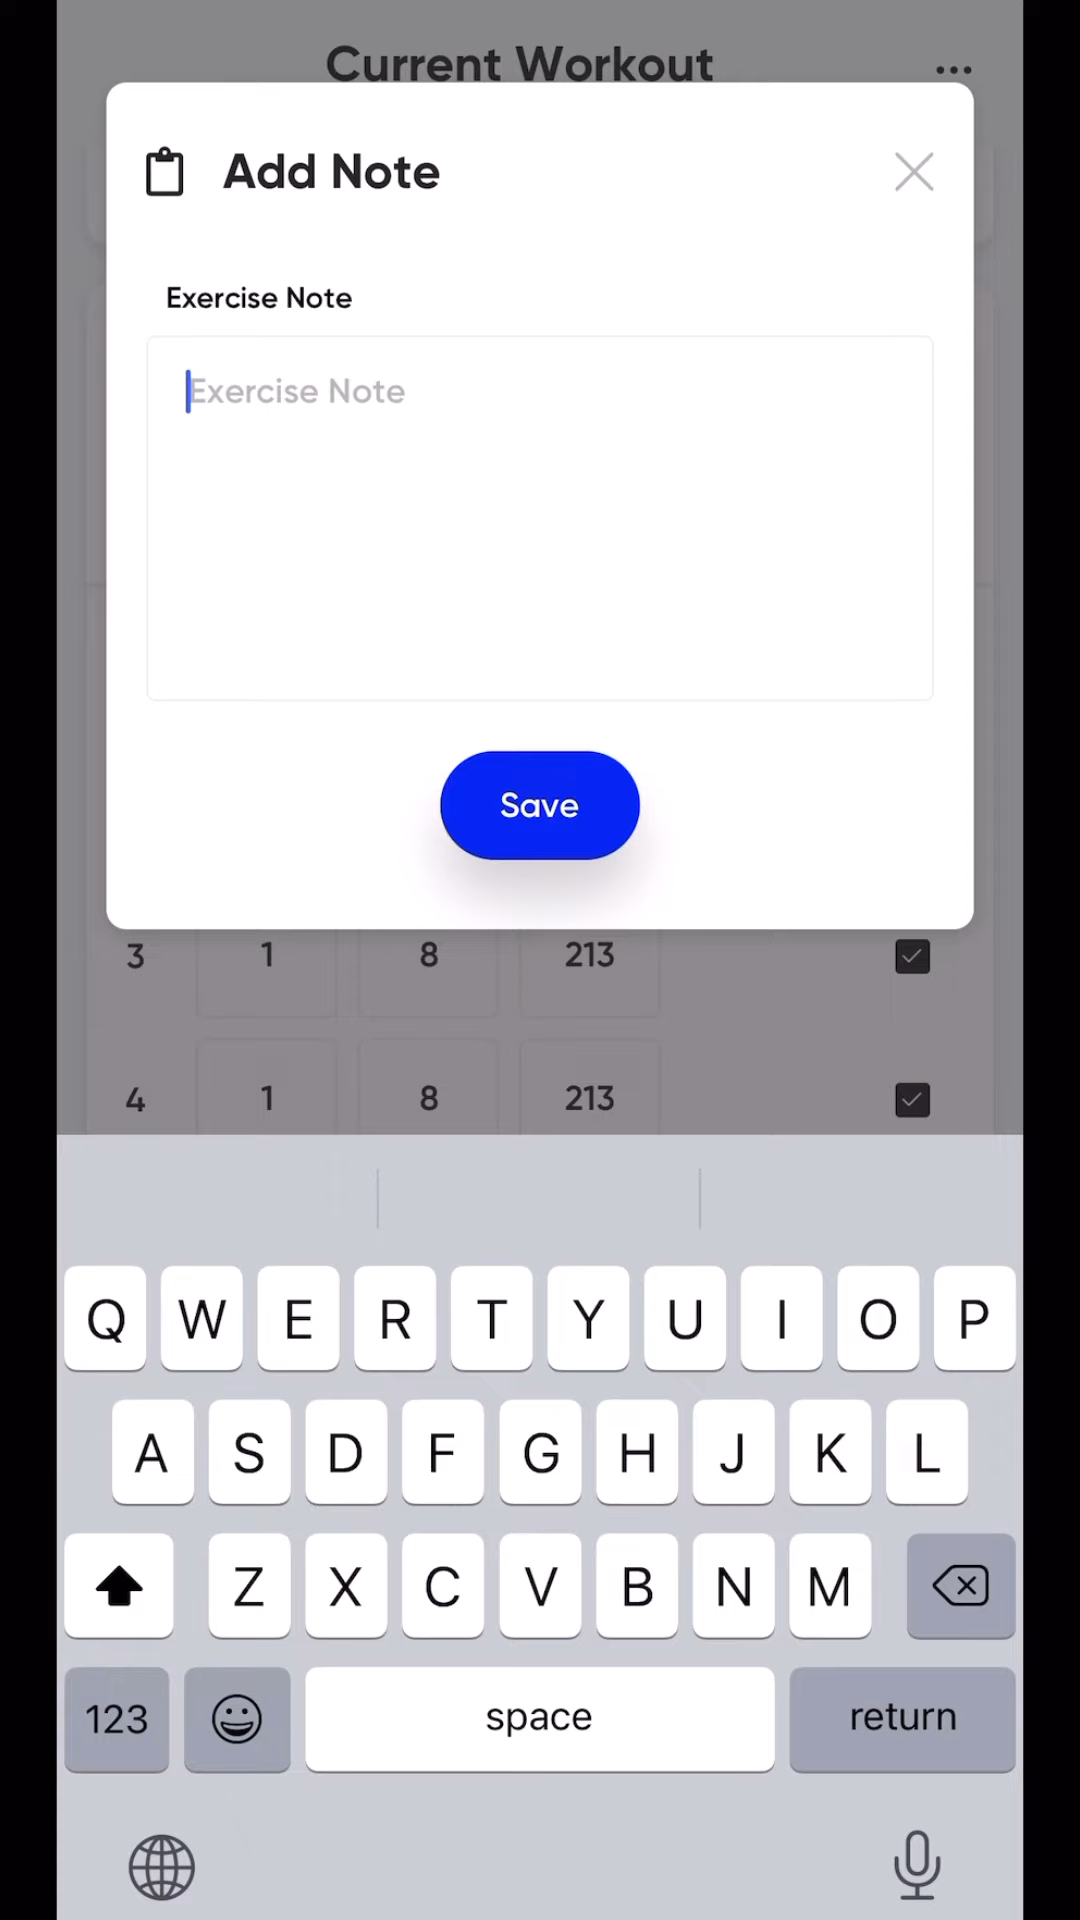 Current Workout
Add Note
Exercise Note
Exercise Note
Save
3 1 8 213
4 1 8 213
Q W E R T Y U I O P
A S D F G H J K L
Z X C V B N M
123 space return